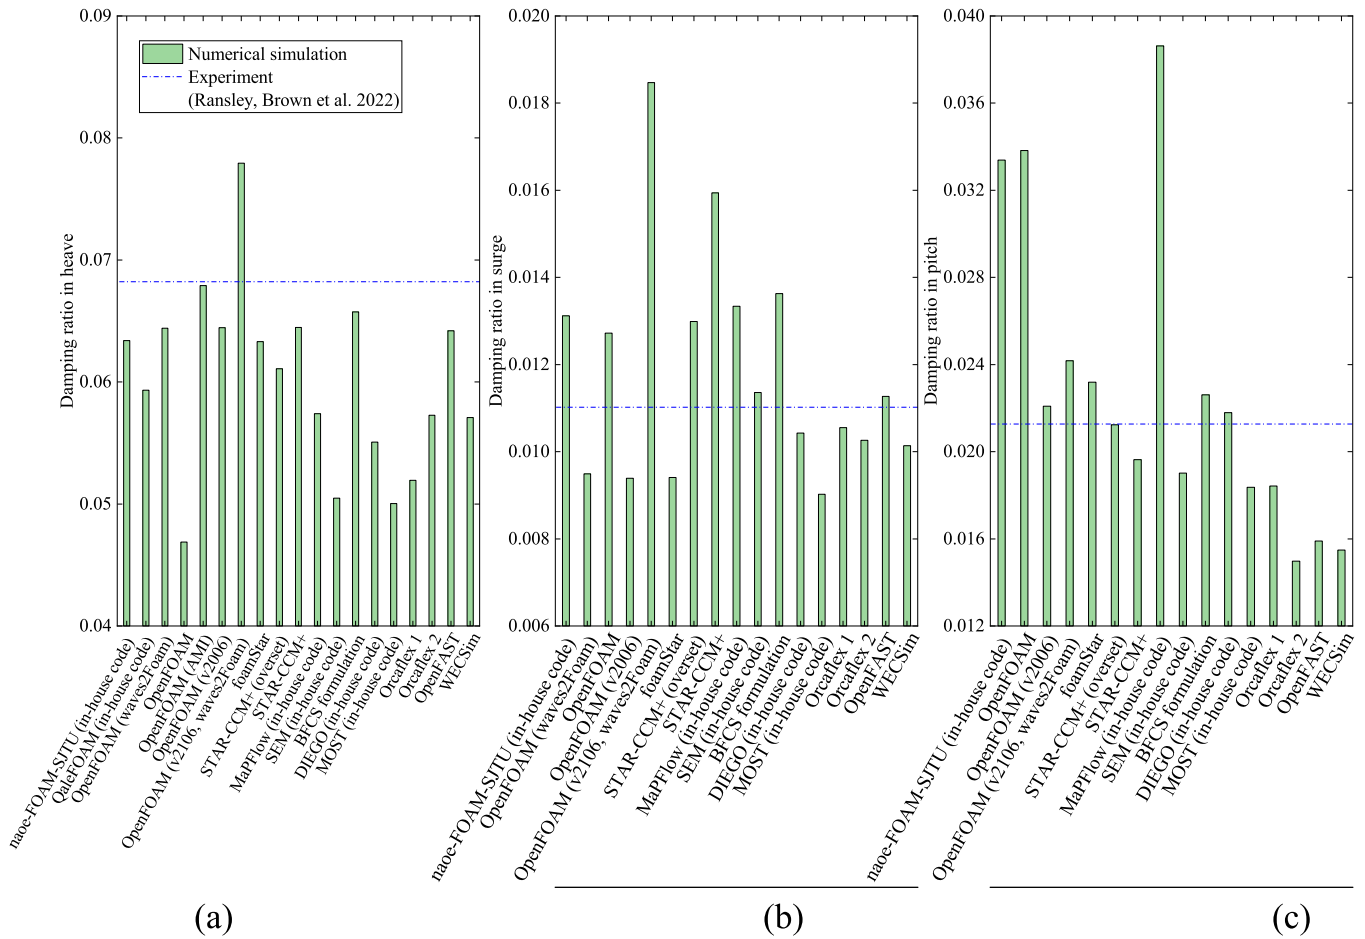 0.09
0.08
0.07
0.06
0.05
0.04
Damping ratio in heave
Numerical simulation
Experiment
(Ransley, Brown et al. 2022)
naoe-FOAM-SJTU (in-house code)
QaleFOAM (in-house code)
OpenFOAM (waves2Foam)
OpenFOAM
OpenFOAM (AMI)
OpenFOAM (v2006)
OpenFOAM (v2106, waves2Foam)
foamStar
STAR-CCM+ (overset)
STAR-CCM+
MaPFlow (in-house code)
SEM (in-house code)
BFCS formulation
DIEGO (in-house code)
MOST (in-house code)
Orcaflex 1
Orcaflex 2
OpenFAST
WECSim
(a)
0.020
0.018
0.016
0.014
0.012
0.010
0.008
0.006
Damping ratio in surge
naoe-FOAM-SJTU (in-house code)
OpenFOAM (waves2Foam)
OpenFOAM
OpenFOAM (v2006)
OpenFOAM (v2106, waves2Foam)
foamStar
STAR-CCM+ (overset)
STAR-CCM+
MaPFlow (in-house code)
SEM (in-house code)
BFCS formulation
DIEGO (in-house code)
MOST (in-house code)
Orcaflex 1
Orcaflex 2
OpenFAST
WECSim
(b)
0.040
0.036
0.032
0.028
0.024
0.020
0.016
0.012
Damping ratio in pitch
naoe-FOAM-SJTU (in-house code)
OpenFOAM
OpenFOAM (v2006)
OpenFOAM (v2106, waves2Foam)
foamStar
STAR-CCM+ (overset)
STAR-CCM+
MaPFlow (in-house code)
SEM (in-house code)
BFCS formulation
DIEGO (in-house code)
MOST (in-house code)
Orcaflex 1
Orcaflex 2
OpenFAST
WECSim
(c)